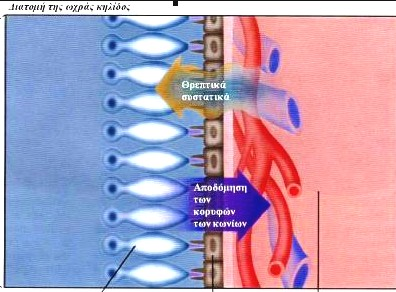 Διατομή της ωχράς κηλίδος
Θρεπτικά
συστατικά
Αποδόμηση
των
κορυφών
των κωνίων